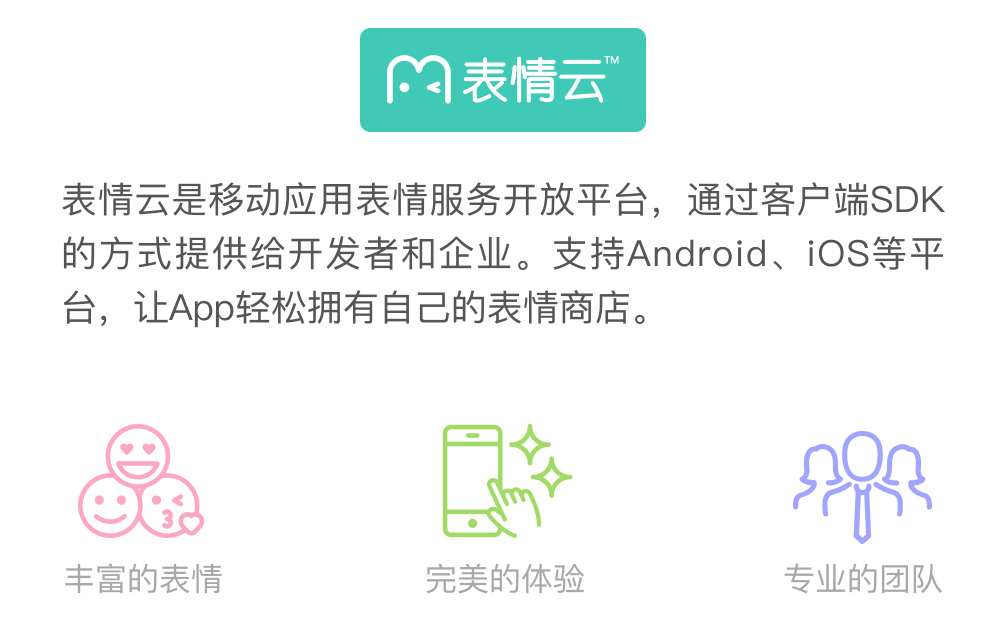 表情云™
表情云是移动应用表情服务开放平台，通过客户端SDK
的方式提供给开发者和企业。支持Android、iOS等平
台，让App轻松拥有自己的表情商店。
丰富的表情
完美的体验
专业的团队